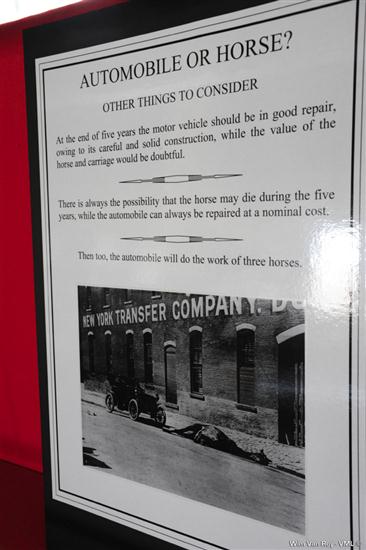 AUTOMOBILE OR HORSE?
OTHER THINGS TO CONSIDER
At the end of five years the motor vehicle should be in good repair,
owing to its careful and solid construction, while the value of the
horse and carriage would be doubtful.
There is always the possibility that the horse may die during the five
years, while the automobile can always be repaired at a nominal cost.
Then too, the automobile will do the work of three horses.
NEW YORK TRANSFER COMPANY.
Wim Van Roy - VMU